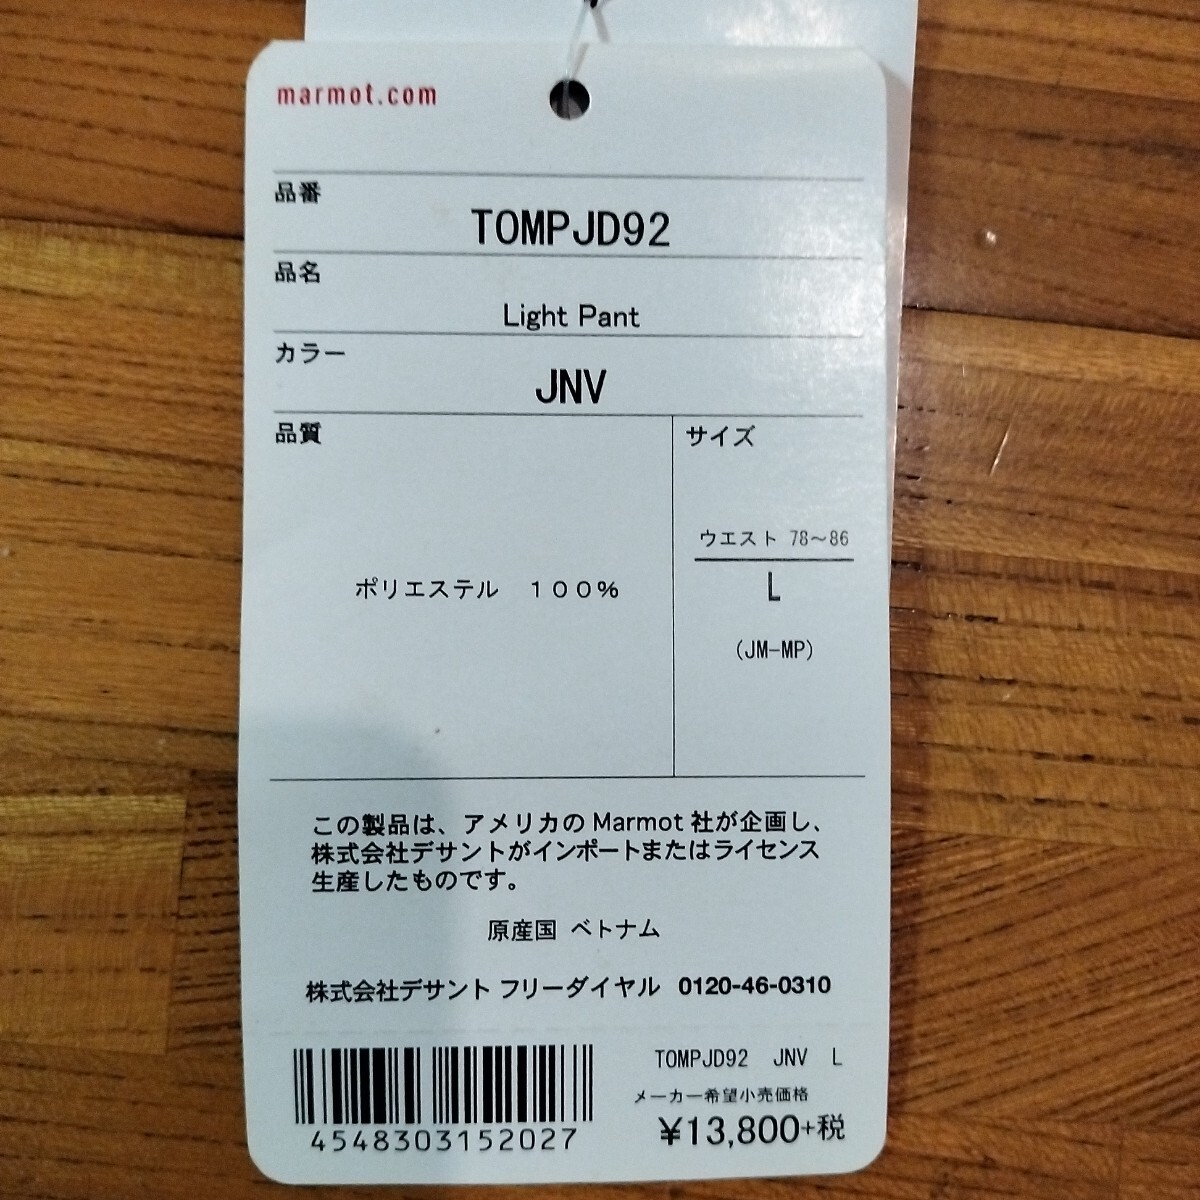 marmot.com
品番
TOMPJD92
品名
Light Pant
カラー
JNV
品質
サイズ
ポリエステル　１００％
ウエスト 78～86
L
(JM-MP)
この製品は、アメリカの Marmot 社が企画し、
株式会社デサントがインポートまたはライセンス
生産したものです。
原産国 ベトナム
株式会社デサント フリーダイヤル 0120-46-0310
TOMPJD92 JNV L
メーカー希望小売価格
¥13,800+税
4548303152027